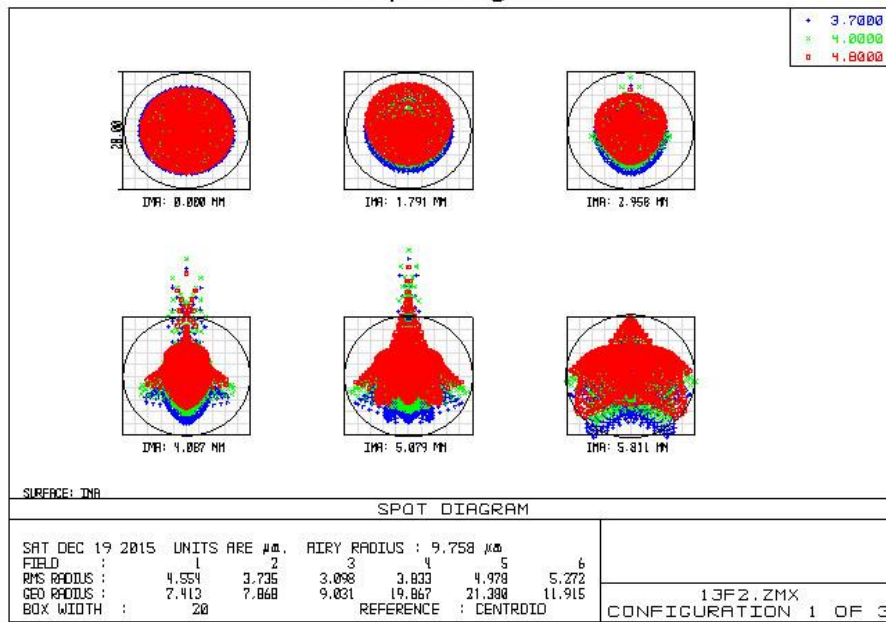 + 3.7000
× 4.0000
□ 4.8000
20.00
IMA: 0.000 MM
IMA: 1.791 MM
IMA: 2.958 MM
IMA: 4.087 MM
IMA: 5.079 MM
IMA: 5.811 MM
SURFACE: IMA
SPOT DIAGRAM
SAT DEC 19 2015 UNITS ARE µm. AIRY RADIUS : 9.758 µm
FIELD : 1 2 3 4 5 6
RMS RADIUS : 4.554 3.735 3.098 3.833 4.978 5.272
GEO RADIUS : 7.413 7.868 9.031 19.867 21.380 11.915
BOX WIDTH : 20 REFERENCE : CENTROID
13F2.ZMX
CONFIGURATION 1 OF 3